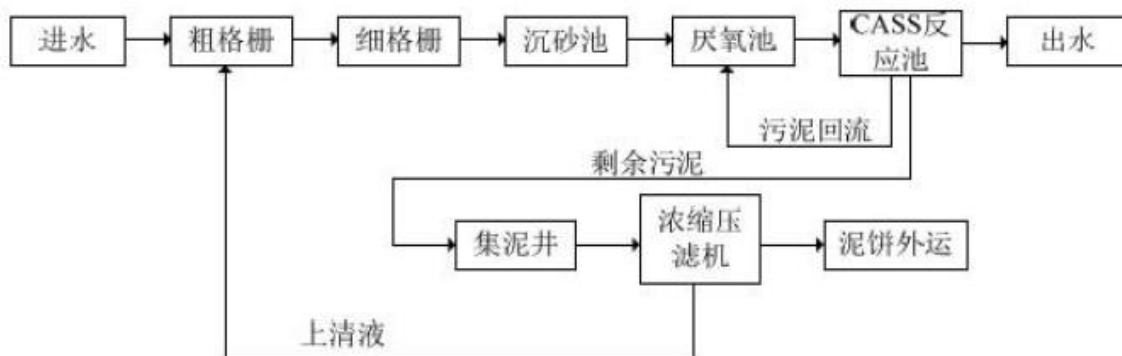 进水
粗格栅
细格栅
沉砂池
厌氧池
CASS反
应池
出水
污泥回流
剩余污泥
集泥井
浓缩压
滤机
泥饼外运
上清液